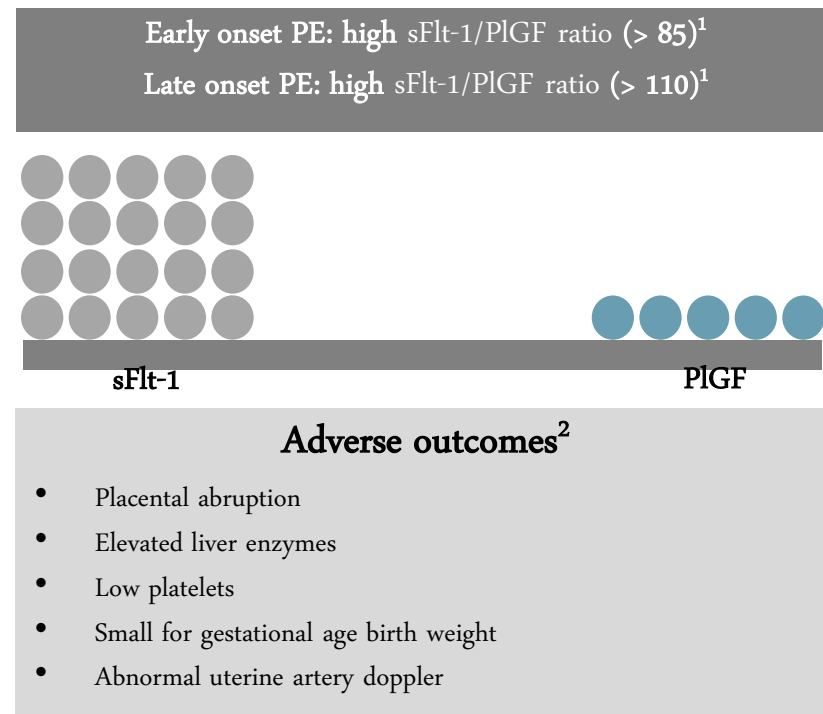 Early onset PE: high sFlt-1/PlGF ratio (> 85)¹
Late onset PE: high sFlt-1/PlGF ratio (> 110)¹
sFlt-1
PlGF
Adverse outcomes²
• Placental abruption
• Elevated liver enzymes
• Low platelets
• Small for gestational age birth weight
• Abnormal uterine artery doppler